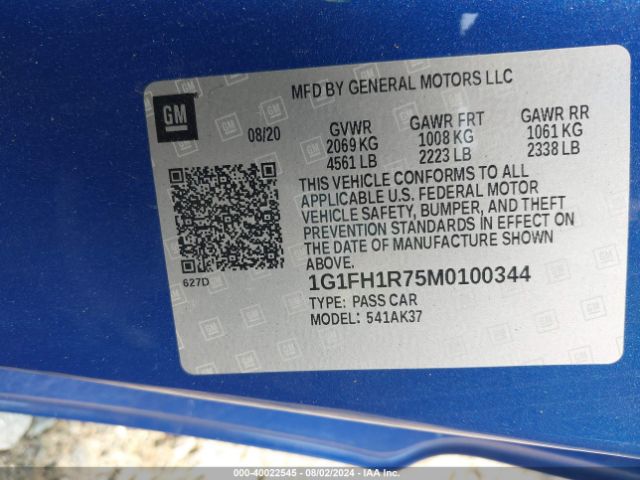 MFD BY GENERAL MOTORS LLC
GM
08/20
GVWR
2069 KG
4561 LB
GAWR FRT
1008 KG
2223 LB
GAWR RR
1061 KG
2338 LB
THIS VEHICLE CONFORMS TO ALL
APPLICABLE U.S. FEDERAL MOTOR
VEHICLE SAFETY, BUMPER, AND THEFT
PREVENTION STANDARDS IN EFFECT ON
THE DATE OF MANUFACTURE SHOWN
ABOVE.
627D
1G1FH1R75M0100344
TYPE: PASS CAR
MODEL: 541AK37
000-40022545 - 08/02/2024 - IAA Inc.